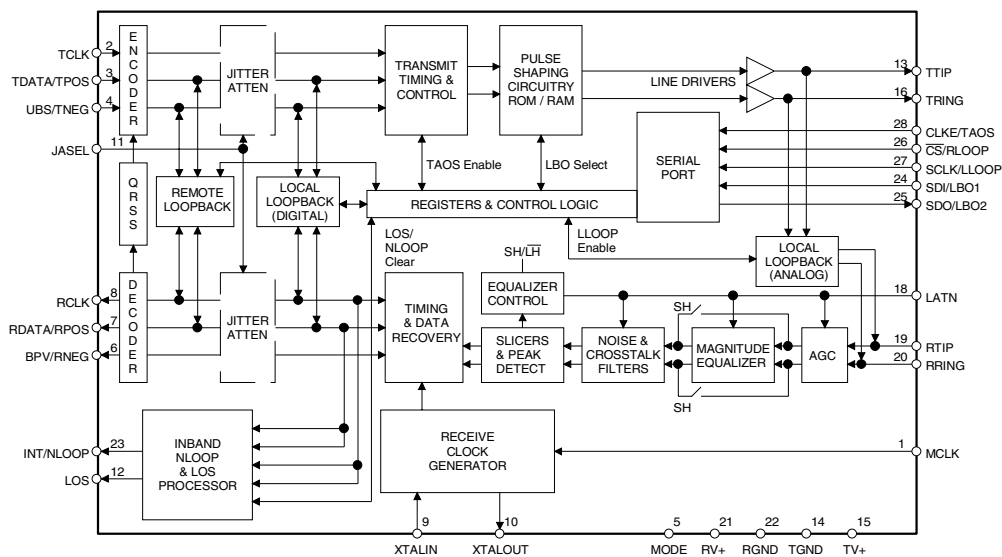 TCLK
2
TDATA/TPOS
3
UBS/TNEG
4
JASEL
11
ENCODER
JITTER
ATTEN
TRANSMIT
TIMING &
CONTROL
PULSE
SHAPING
CIRCUITRY
ROM / RAM
LINE DRIVERS
13
TTIP
16
TRING
28
CLKE/TAOS
26
C̅S̅/RLOOP
27
SCLK/LLOOP
24
SDI/LBO1
25
SDO/LBO2
SERIAL
PORT
TAOS Enable
LBO Select
QRSS
REMOTE
LOOPBACK
LOCAL
LOOPBACK
(DIGITAL)
REGISTERS & CONTROL LOGIC
LOS/
NLOOP
Clear
LLOOP
Enable
SH/L̅H̅
LOCAL
LOOPBACK
(ANALOG)
RCLK
8
RDATA/RPOS
7
BPV/RNEG
6
DECODER
JITTER
ATTEN
TIMING
& DATA
RECOVERY
EQUALIZER
CONTROL
SLICERS
& PEAK
DETECT
NOISE &
CROSSTALK
FILTERS
SH
MAGNITUDE
EQUALIZER
SH
AGC
18
LATN
19
RTIP
20
RRING
INT/NLOOP
23
LOS
12
INBAND
NLOOP
& LOS
PROCESSOR
RECEIVE
CLOCK
GENERATOR
1
MCLK
9
XTALIN
10
XTALOUT
5
MODE
21
RV+
22
RGND
14
TGND
15
TV+